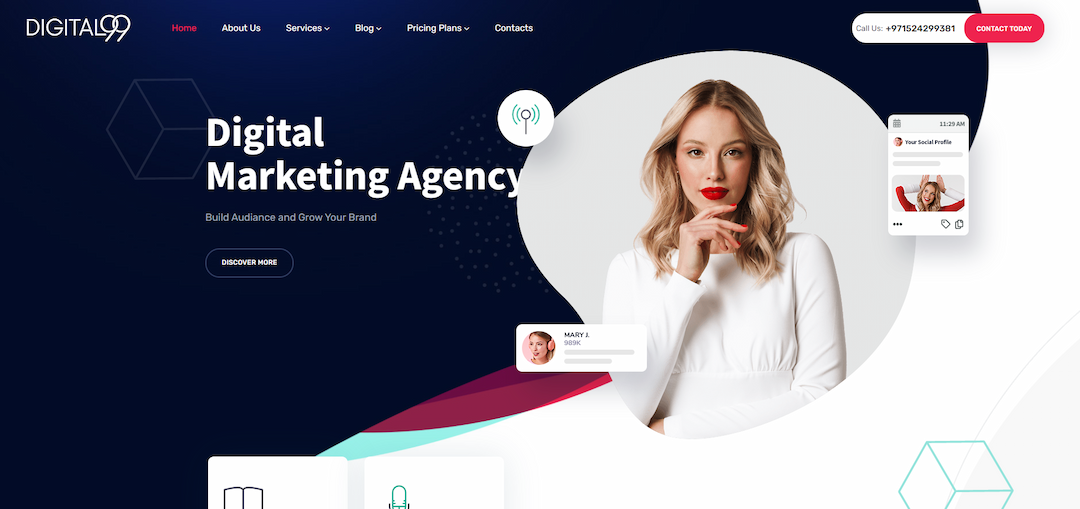 DIGITAL99
Home
About Us
Services
Blog
Pricing Plans
Contacts
Call Us: +971524299381
CONTACT TODAY
Digital
Marketing Agency
Build Audiance and Grow Your Brand
DISCOVER MORE
11:29 AM
Your Social Profile
MARY J.
989K